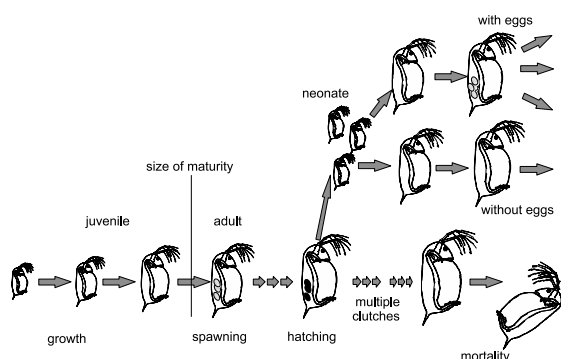 with eggs
neonate
size of maturity
without eggs
juvenile
adult
multiple
clutches
growth
spawning
hatching
mortality